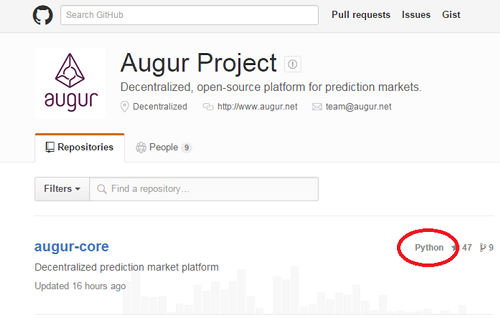 Search GitHub
Pull requests Issues Gist
augur
Augur Project
Decentralized, open-source platform for prediction markets.
Decentralized http://www.augur.net team@augur.net
Repositories People 9
Filters Find a repository…
augur-core
Python 47 9
Decentralized prediction market platform
Updated 16 hours ago